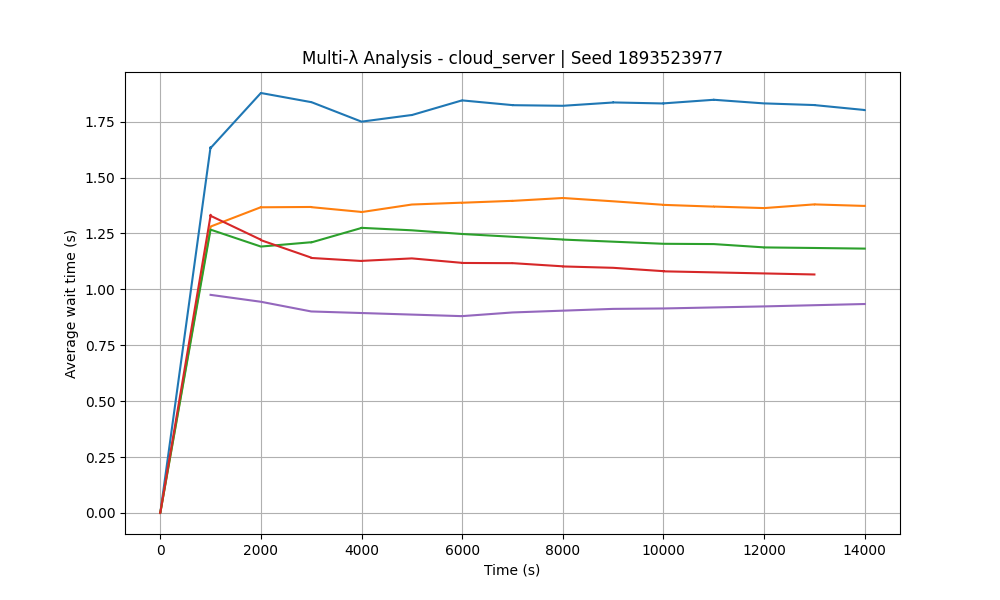 Multi-λ Analysis - cloud_server | Seed 1893523977
Average wait time (s)
1.75
1.50
1.25
1.00
0.75
0.50
0.25
0.00
0 2000 4000 6000 8000 10000 12000 14000
Time (s)